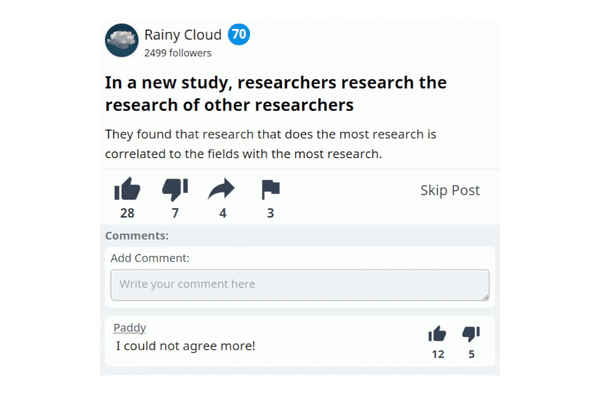 Rainy Cloud 70
2499 followers
In a new study, researchers research the
research of other researchers
They found that research that does the most research is
correlated to the fields with the most research.
Skip Post
28 7 4 3
Comments:
Add Comment:
Write your comment here
Paddy
I could not agree more!
12 5